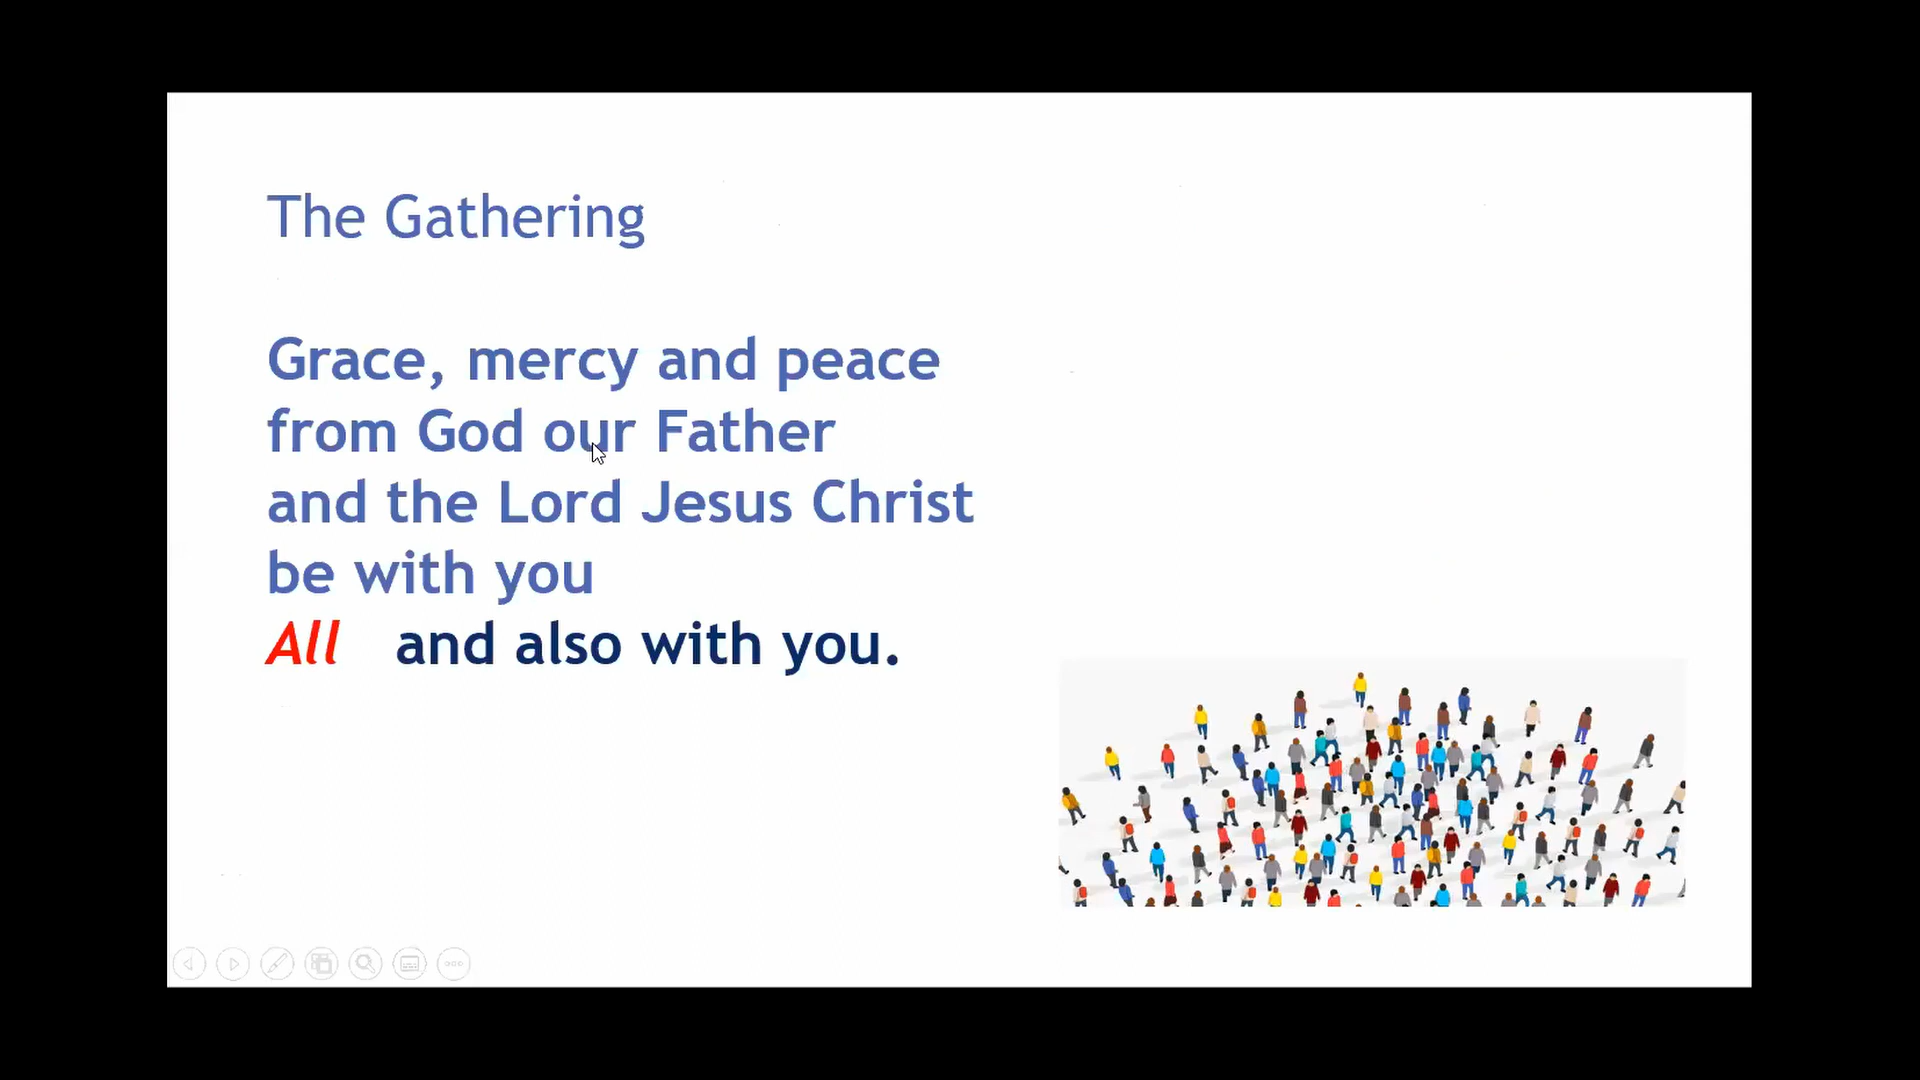 The Gathering
Grace, mercy and peace
from God our Father
and the Lord Jesus Christ
be with you
All and also with you.